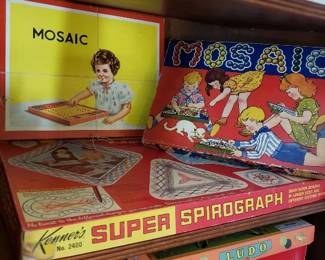 MOSAIC
MOSAIC
Kenner's
No. 2400
SUPER SPIROGRAPH
LUDO